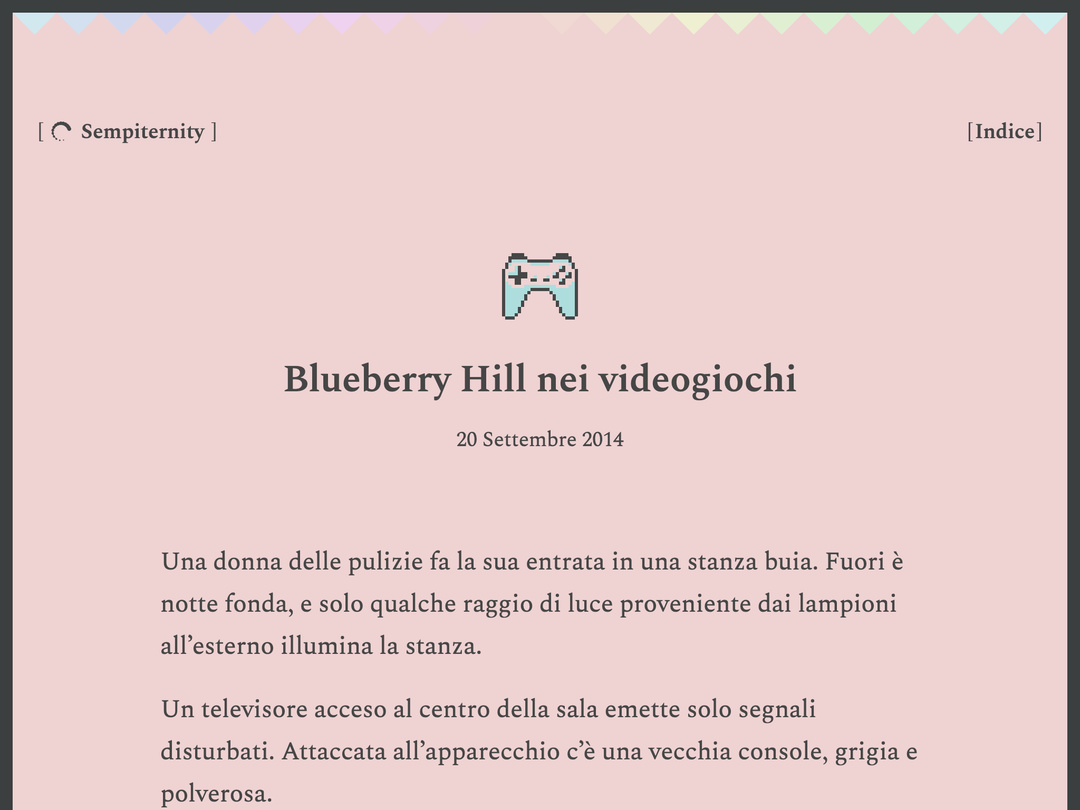 [ Sempiternity ]
[Indice]
Blueberry Hill nei videogiochi
20 Settembre 2014
Una donna delle pulizie fa la sua entrata in una stanza buia. Fuori è
notte fonda, e solo qualche raggio di luce proveniente dai lampioni
all’esterno illumina la stanza.
Un televisore acceso al centro della sala emette solo segnali
disturbati. Attaccata all’apparecchio c’è una vecchia console, grigia e
polverosa.